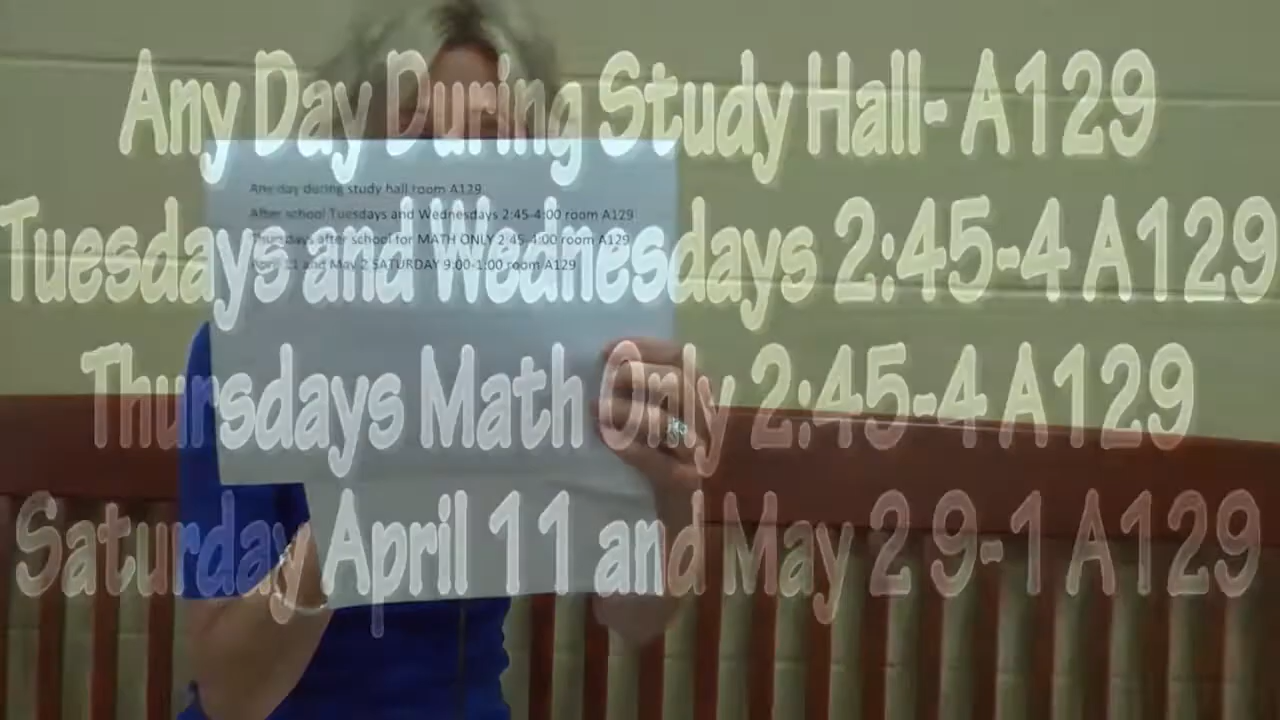 Any Day During Study Hall- A129
Any day during study hall room A129
After school Tuesdays and Wednesdays 2:45-4:00 room A129
Tuesdays and Wednesdays 2:45-4 A129
Thursdays after school for MATH ONLY 2:45-4:00 room A129
April 11 and May 2 SATURDAY 9:00-1:00 room A129
Thursdays Math Only 2:45-4 A129
Saturday April 11 and May 2 9-1 A129